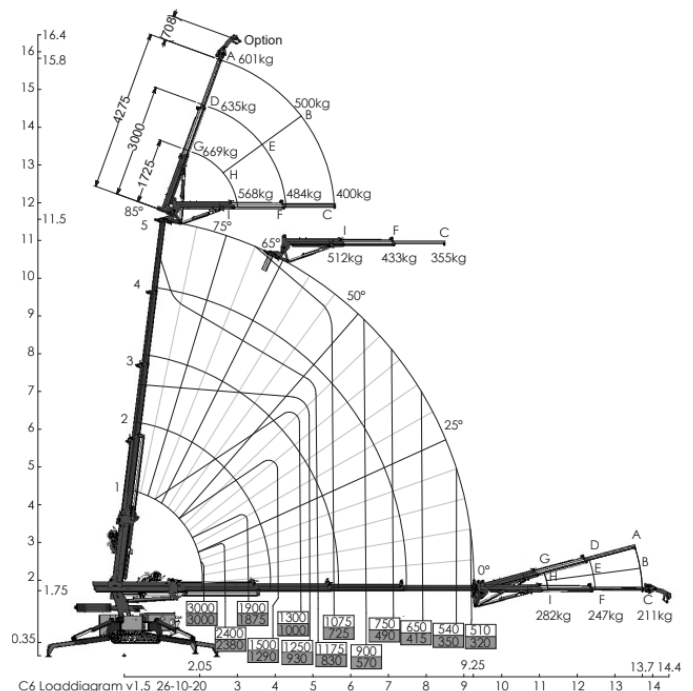 16.4
708
Option
16
15.8
A 601kg
15
500kg
B
4275
D 635kg
14
3000
E
G 669kg
13
1725
H
568kg 484kg 400kg
12
85°
I F C
11.5
5
75°
11
65°
I F C
512kg 433kg 355kg
10
4
50°
9
8
3
7
2
6
25°
5
1
4
3
A
D
G
B
2
0°
H
E
1.75
I F C
282kg 247kg 211kg
3000
3000
1900
1875
2400
2380
1300
1000
1500
1290
1250
930
1075
725
1175
830
750
490
900
570
650
415
540
350
510
320
0.35
2.05 9.25 13.7 14.4
C6 Loaddiagram v1.5 26-10-20 3 4 5 6 7 8 9 10 11 12 13 14